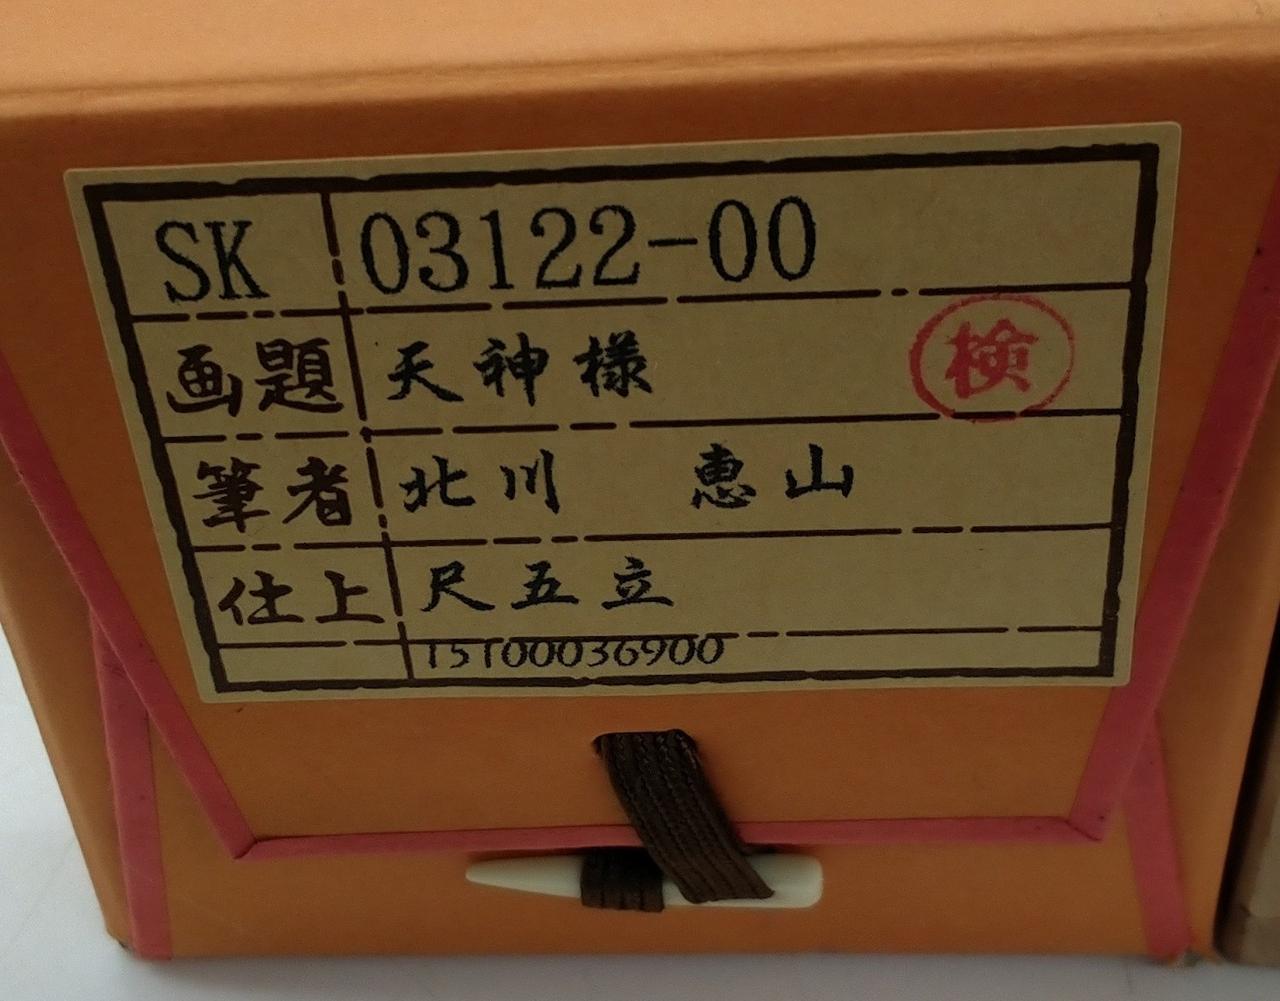 SK 03122-00
画題 天神様 検
筆者 北川 恵山
仕上 尺五立
15T00036900